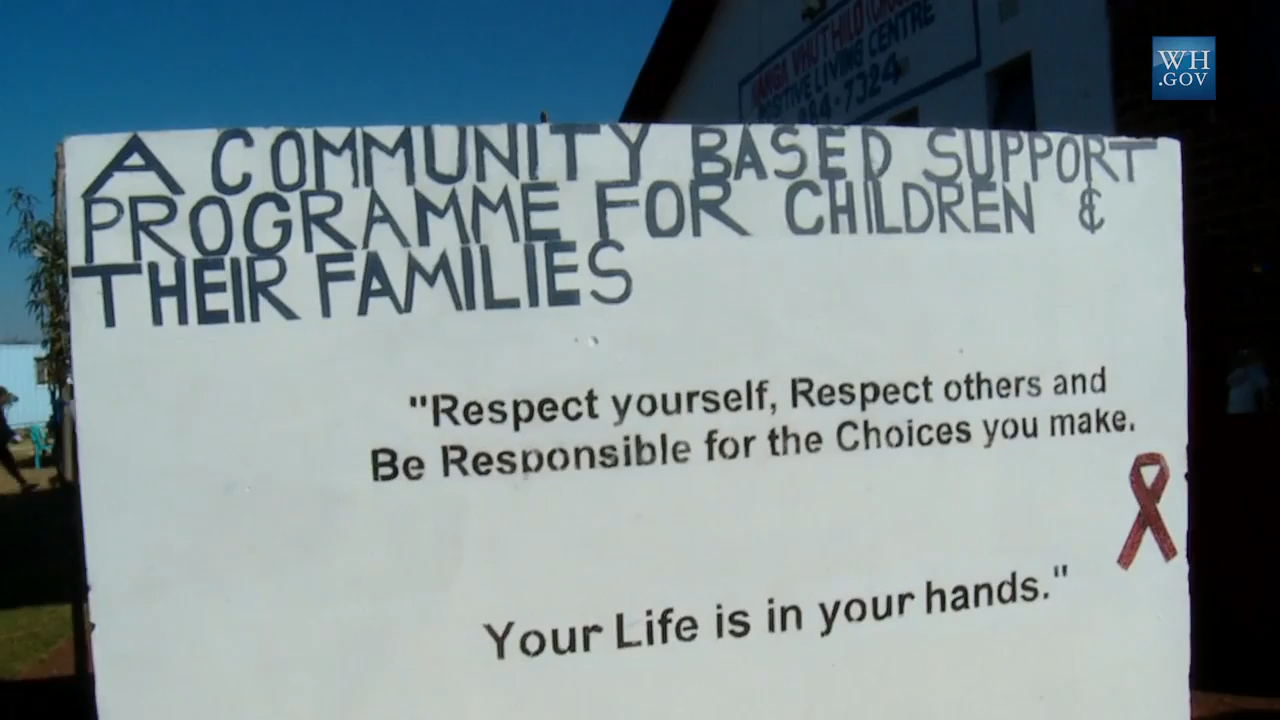 WH
.GOV
POSITIVE LIVING CENTRE
A COMMUNITY BASED SUPPORT
PROGRAMME FOR CHILDREN &
THEIR FAMILIES
"Respect yourself, Respect others and
Be Responsible for the Choices you make.
Your Life is in your hands."